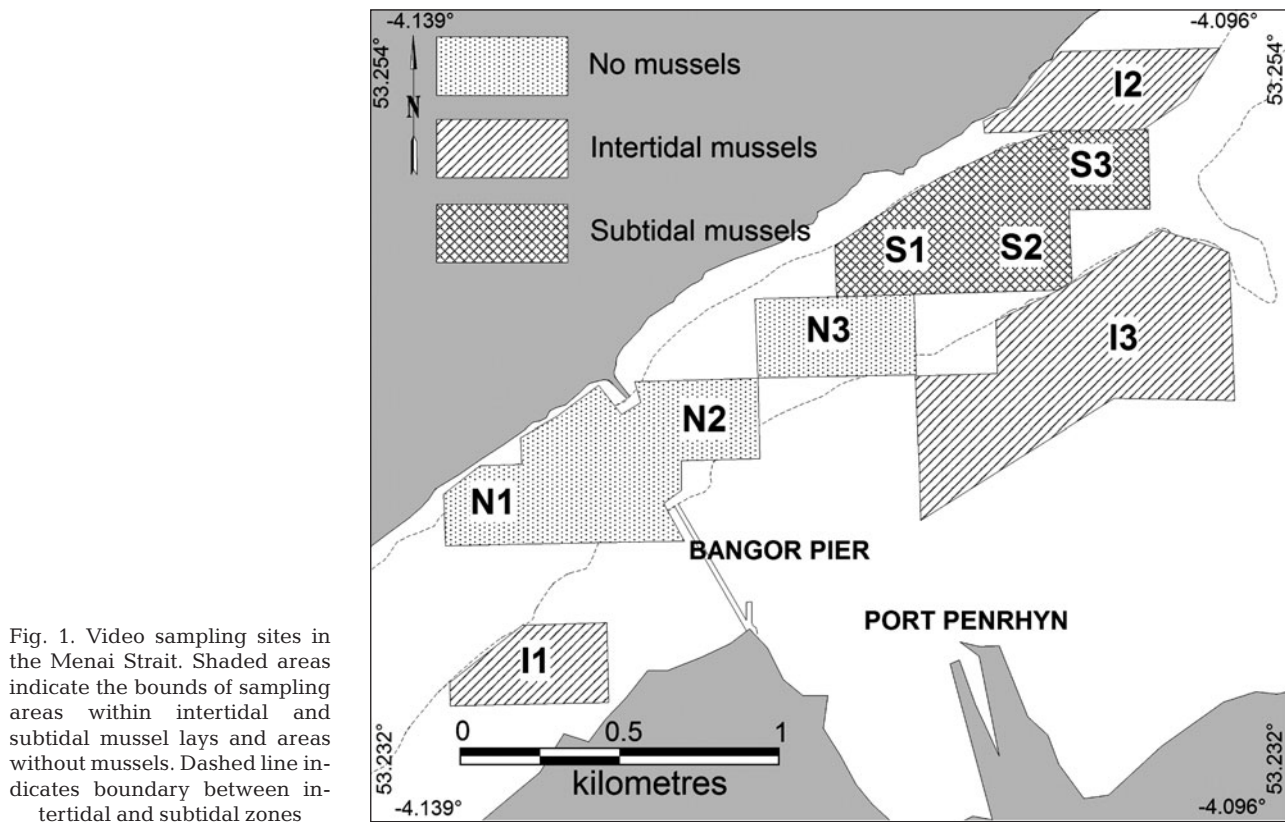 -4.139°
-4.096°
53.254°
53.254°
N
No mussels
Intertidal mussels
Subtidal mussels
I2
S3
S1
S2
N3
I3
N2
N1
BANGOR PIER
PORT PENRHYN
I1
0 0.5 1
kilometres
53.232°
53.232°
-4.139°
-4.096°
Fig. 1. Video sampling sites in
the Menai Strait. Shaded areas
indicate the bounds of sampling
areas within intertidal and
subtidal mussel lays and areas
without mussels. Dashed line in-
dicates boundary between in-
tertidal and subtidal zones